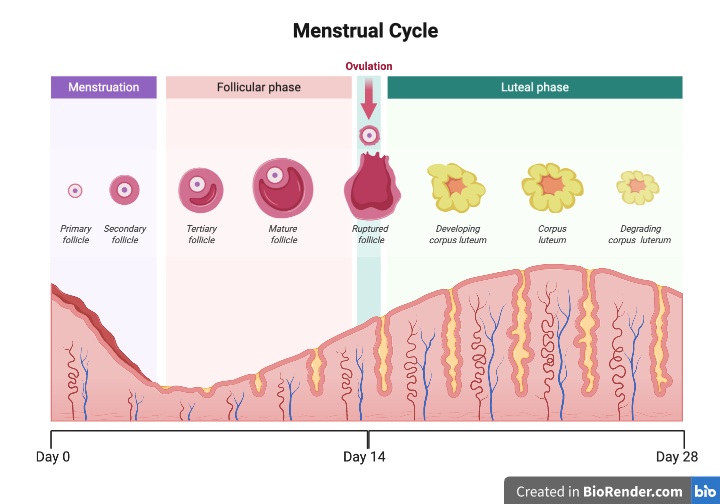 Menstrual Cycle
Ovulation
Menstruation
Follicular phase
Luteal phase
Primary
follicle
Secondary
follicle
Tertiary
follicle
Mature
follicle
Ruptured
follicle
Developing
corpus luteum
Corpus
luteum
Degrading
corpus luterum
Day 0
Day 14
Day 28
Created in BioRender.com bio